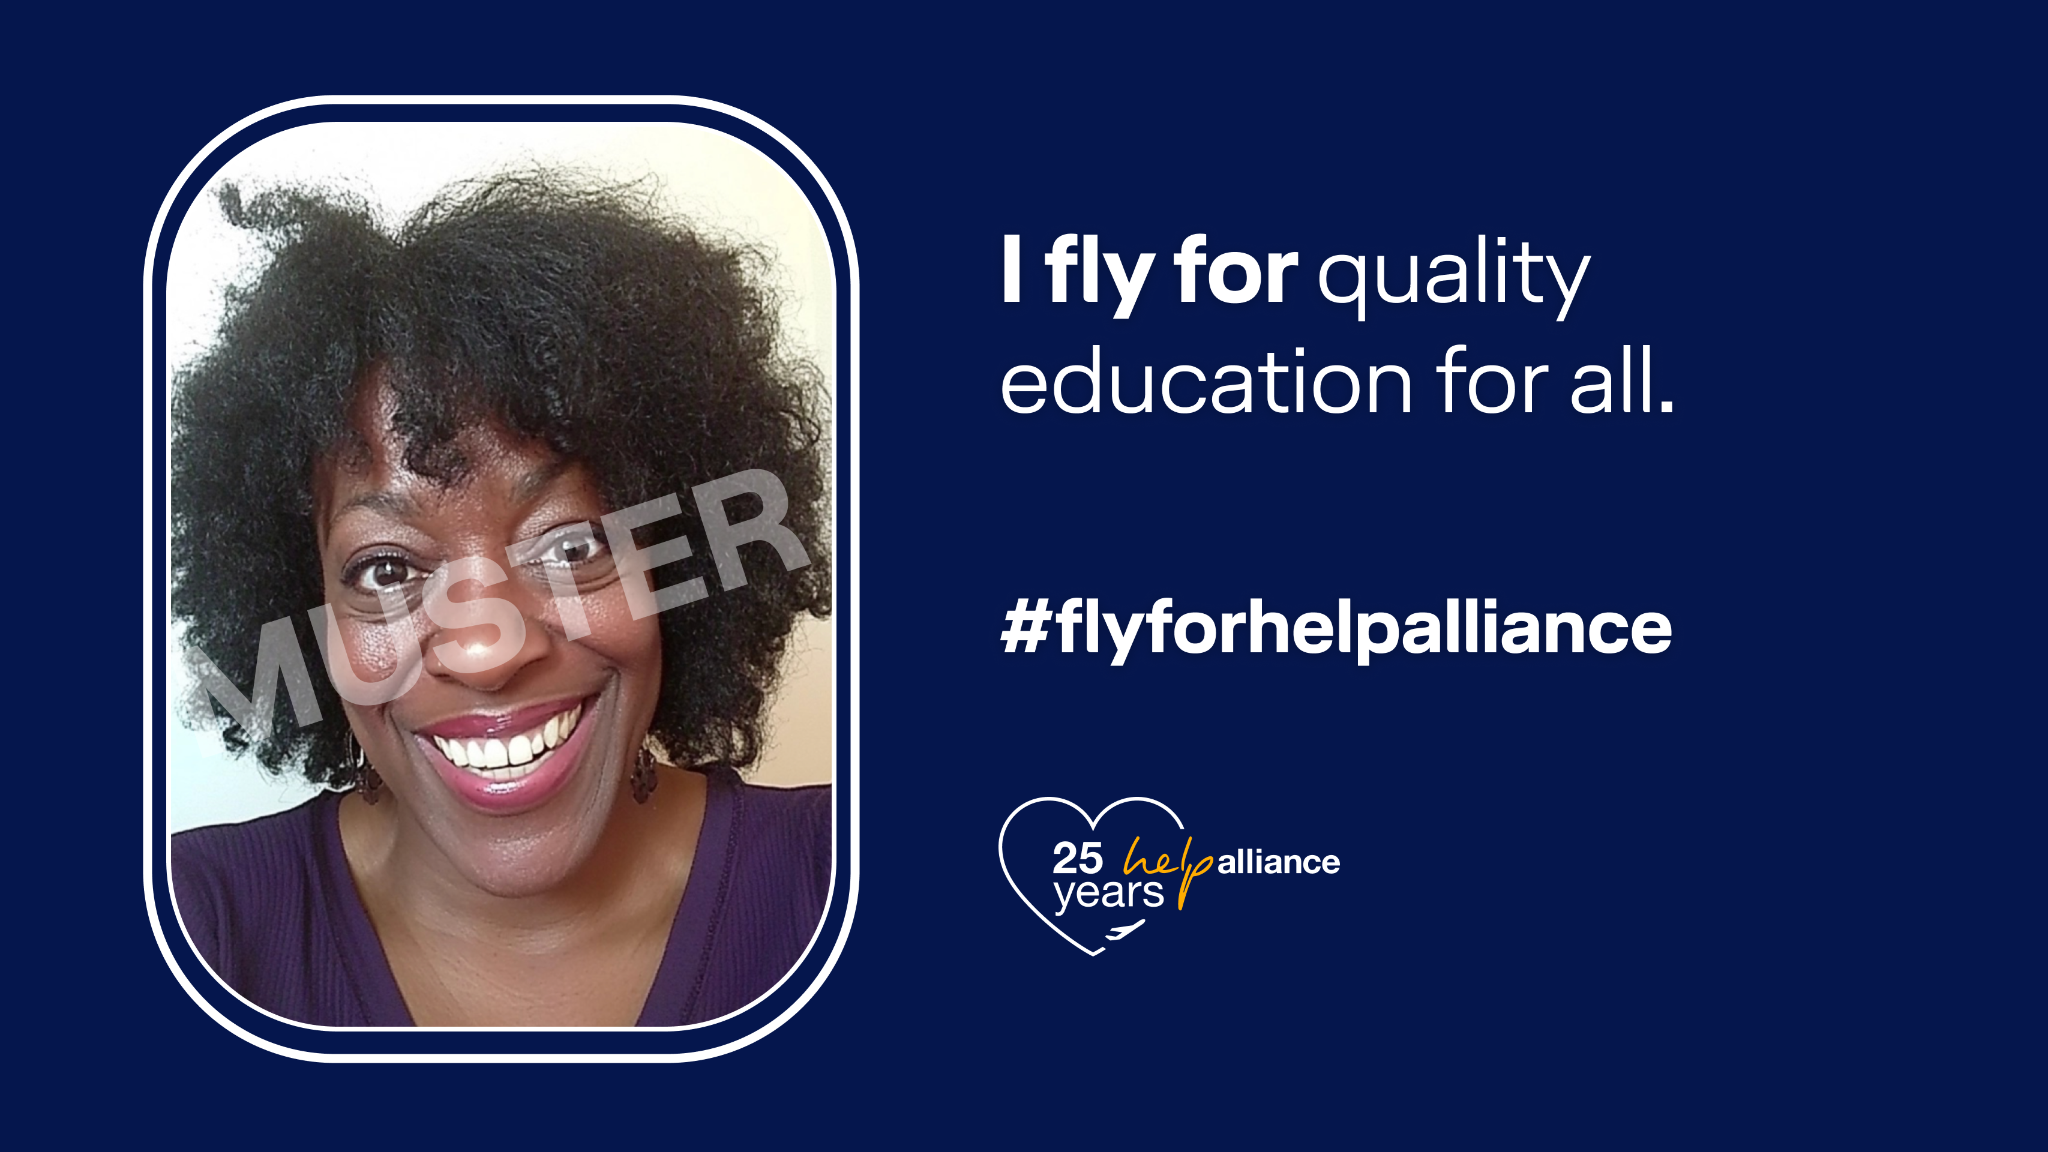 MUSTER
I fly for quality
education for all.
#flyforhelpalliance
25 help alliance
years